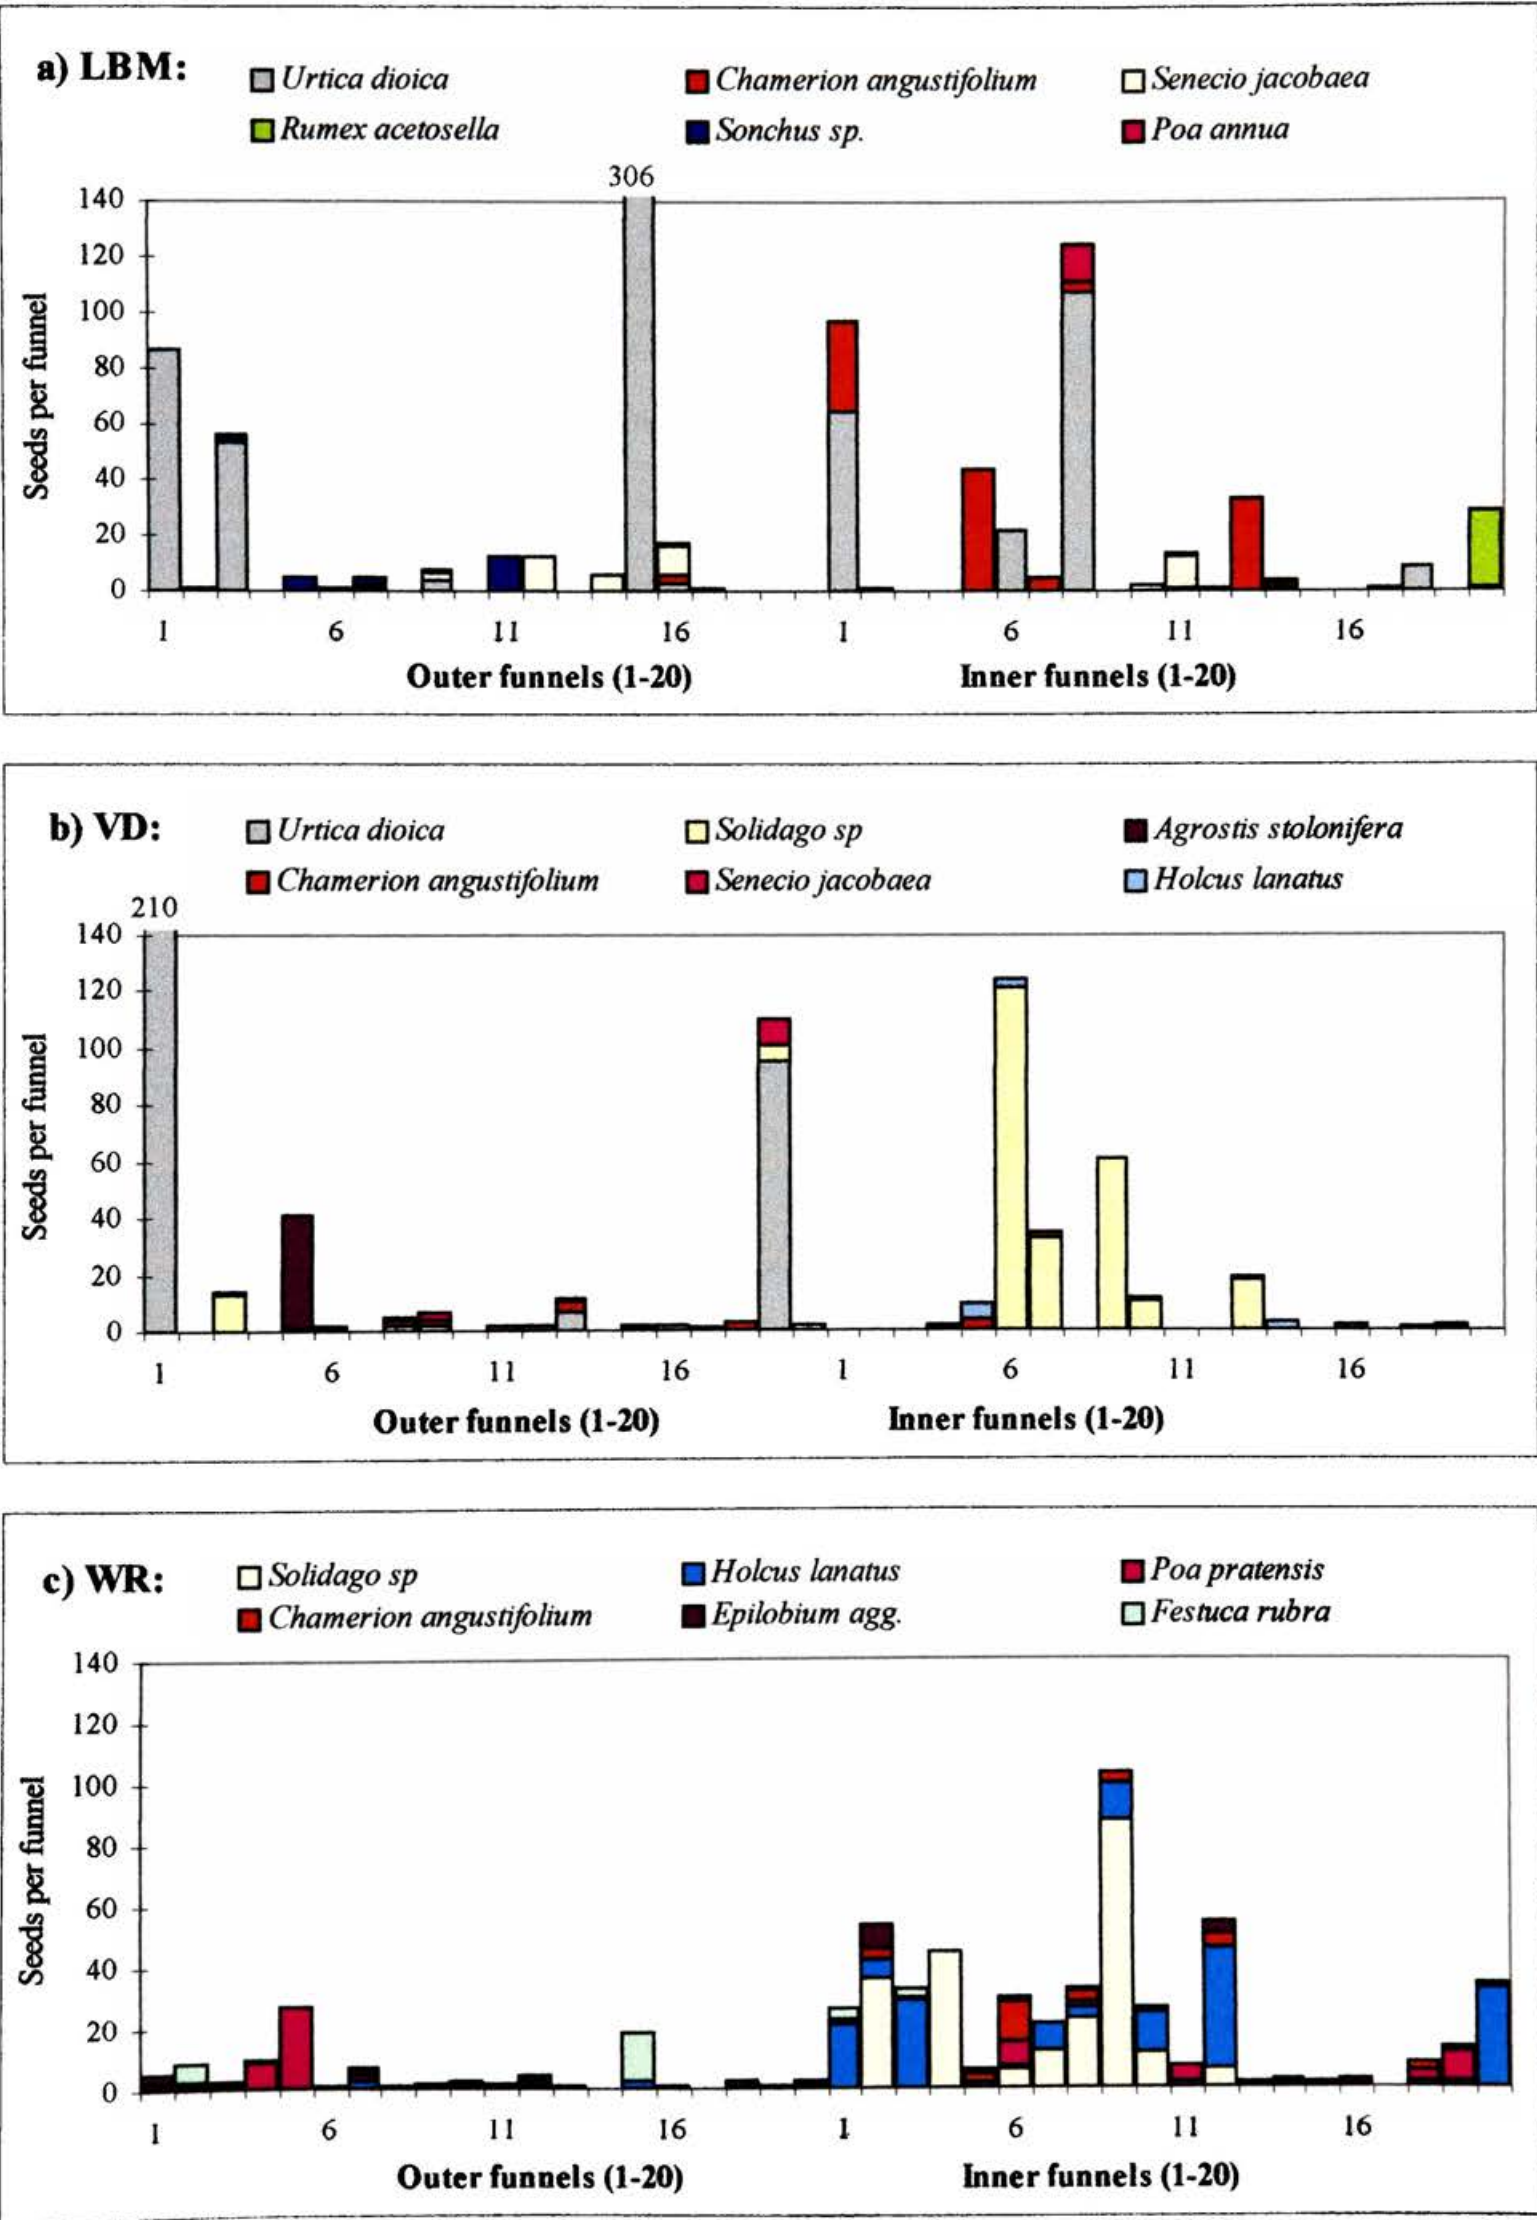 a) LBM:
Urtica dioica
Chamerion angustifolium
Senecio jacobaea
Rumex acetosella
Sonchus sp.
Poa annua
306
140
120
100
80
60
40
20
0
Seeds per funnel
1 6 11 16 1 6 11 16
Outer funnels (1-20) Inner funnels (1-20)
b) VD:
Urtica dioica
Solidago sp
Agrostis stolonifera
Chamerion angustifolium
Senecio jacobaea
Holcus lanatus
210
140
120
100
80
60
40
20
0
Seeds per funnel
1 6 11 16 1 6 11 16
Outer funnels (1-20) Inner funnels (1-20)
c) WR:
Solidago sp
Holcus lanatus
Poa pratensis
Chamerion angustifolium
Epilobium agg.
Festuca rubra
140
120
100
80
60
40
20
0
Seeds per funnel
1 6 11 16 1 6 11 16
Outer funnels (1-20) Inner funnels (1-20)